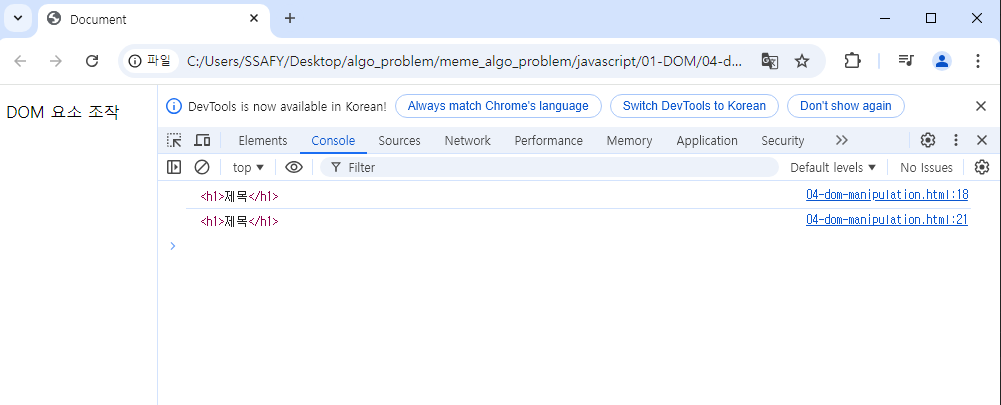 Document
파일
C:/Users/SSAFY/Desktop/algo_problem/meme_algo_problem/javascript/01-DOM/04-d...
DOM 요소 조작
DevTools is now available in Korean! Always match Chrome's language Switch DevTools to Korean Don't show again
Elements Console Sources Network Performance Memory Application Security
top Filter Default levels No Issues
<h1>제목</h1> 04-dom-manipulation.html:18
<h1>제목</h1> 04-dom-manipulation.html:21